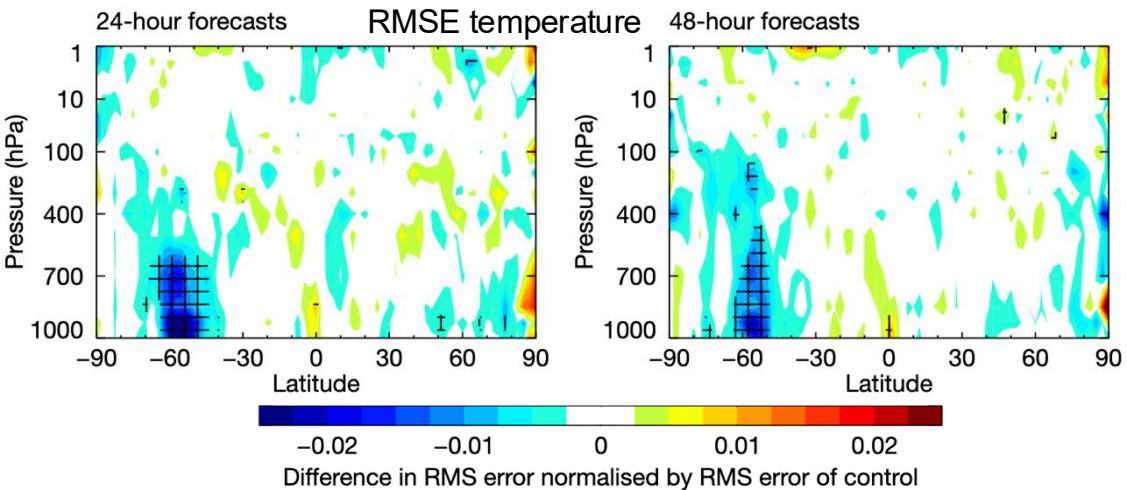 24-hour forecasts RMSE temperature 48-hour forecasts
Pressure (hPa)
1
10
100
400
700
1000
−90 −60 −30 0 30 60 90
Latitude
Pressure (hPa)
1
10
100
400
700
1000
−90 −60 −30 0 30 60 90
Latitude
−0.02 −0.01 0 0.01 0.02
Difference in RMS error normalised by RMS error of control